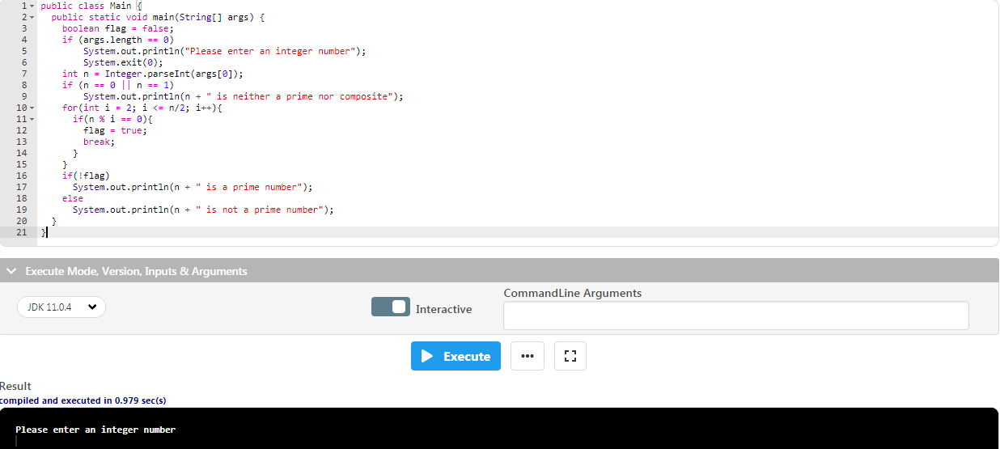 1 public class Main {
2 public static void main(String[] args) {
3 boolean flag = false;
4 if (args.length == 0)
5 System.out.println("Please enter an integer number");
6 System.exit(0);
7 int n = Integer.parseInt(args[0]);
8 if (n == 0 || n == 1)
9 System.out.println(n + " is neither a prime nor composite");
10 for(int i = 2; i <= n/2; i++){
11 if(n % i == 0){
12 flag = true;
13 break;
14 }
15 }
16 if(!flag)
17 System.out.println(n + " is a prime number");
18 else
19 System.out.println(n + " is not a prime number");
20 }
21 }
Execute Mode, Version, Inputs & Arguments
CommandLine Arguments
JDK 11.0.4
Interactive
Execute
Result
compiled and executed in 0.979 sec(s)
Please enter an integer number